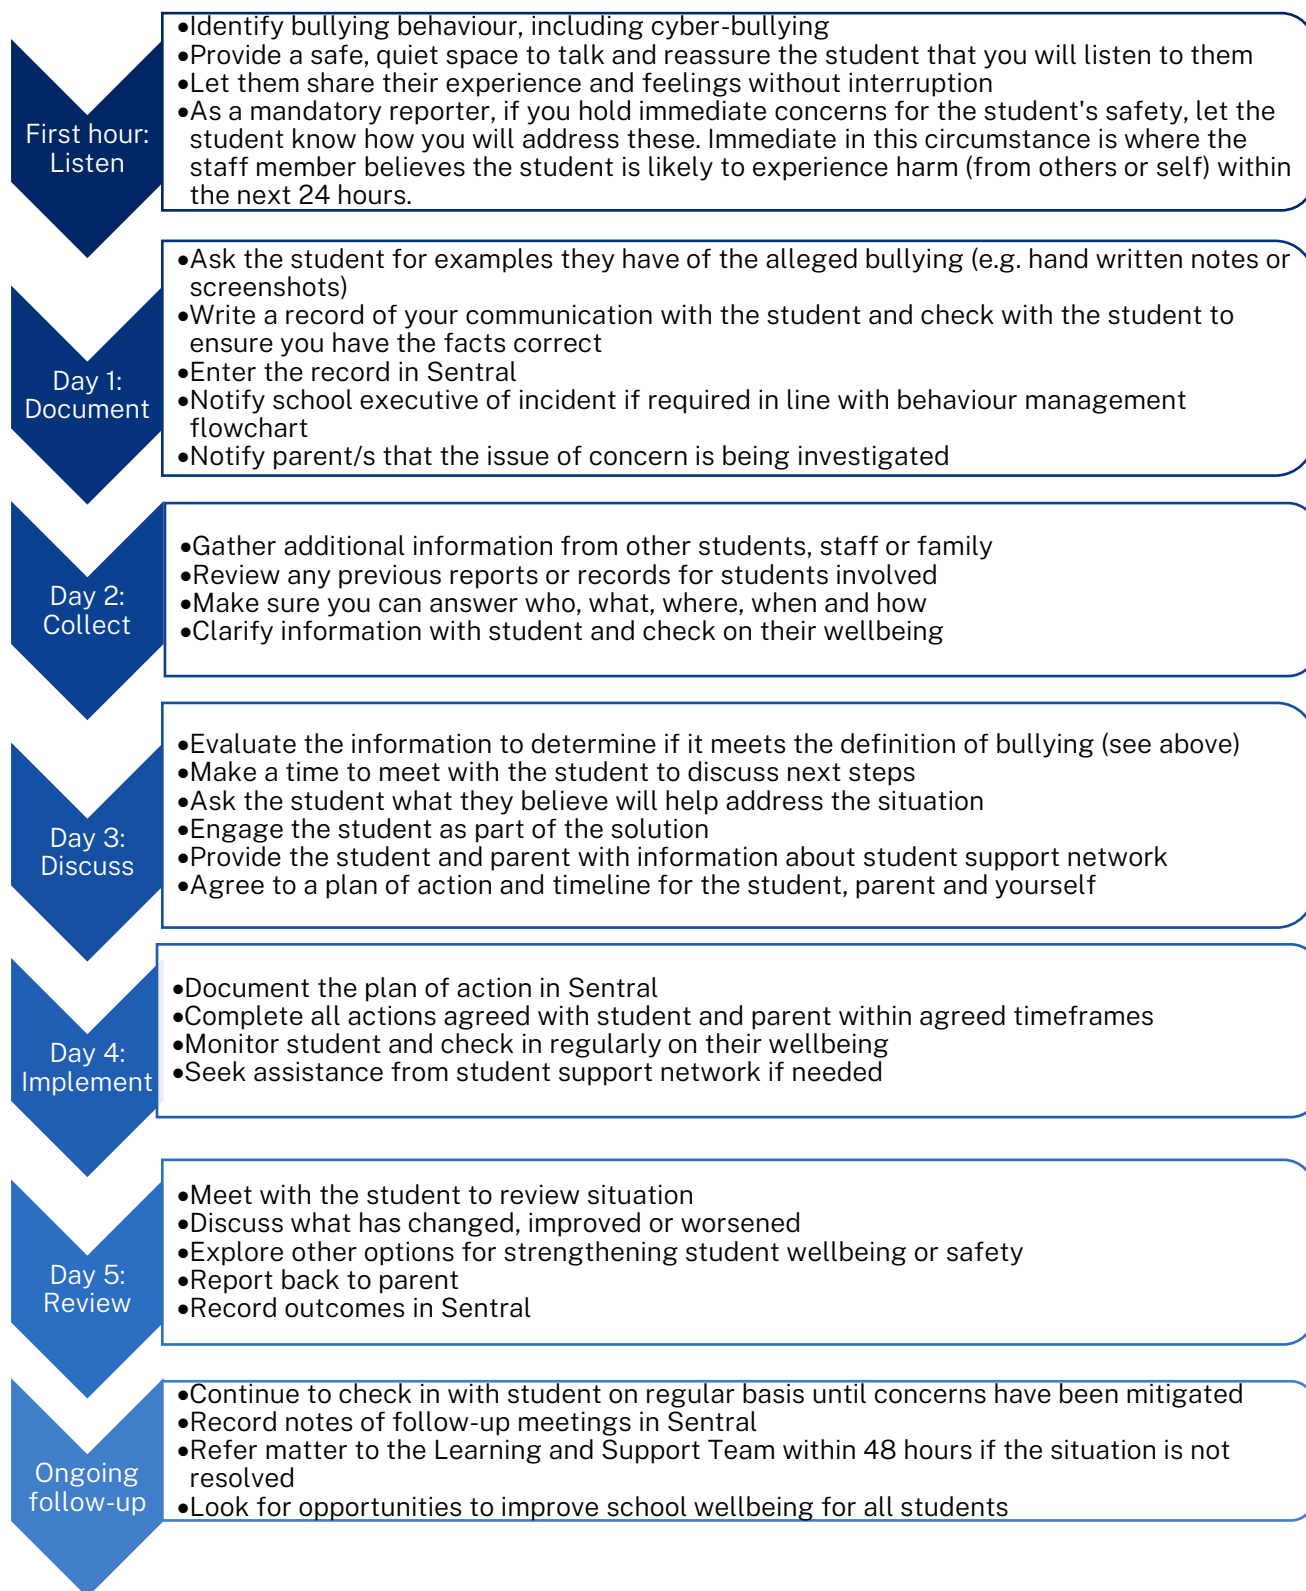 First hour:
Listen
•Identify bullying behaviour, including cyber-bullying
•Provide a safe, quiet space to talk and reassure the student that you will listen to them
•Let them share their experience and feelings without interruption
•As a mandatory reporter, if you hold immediate concerns for the student's safety, let the
student know how you will address these. Immediate in this circumstance is where the
staff member believes the student is likely to experience harm (from others or self) within
the next 24 hours.
Day 1:
Document
•Ask the student for examples they have of the alleged bullying (e.g. hand written notes or
screenshots)
•Write a record of your communication with the student and check with the student to
ensure you have the facts correct
•Enter the record in Sentral
•Notify school executive of incident if required in line with behaviour management
flowchart
•Notify parent/s that the issue of concern is being investigated
Day 2:
Collect
•Gather additional information from other students, staff or family
•Review any previous reports or records for students involved
•Make sure you can answer who, what, where, when and how
•Clarify information with student and check on their wellbeing
Day 3:
Discuss
•Evaluate the information to determine if it meets the definition of bullying (see above)
•Make a time to meet with the student to discuss next steps
•Ask the student what they believe will help address the situation
•Engage the student as part of the solution
•Provide the student and parent with information about student support network
•Agree to a plan of action and timeline for the student, parent and yourself
Day 4:
Implement
•Document the plan of action in Sentral
•Complete all actions agreed with student and parent within agreed timeframes
•Monitor student and check in regularly on their wellbeing
•Seek assistance from student support network if needed
Day 5:
Review
•Meet with the student to review situation
•Discuss what has changed, improved or worsened
•Explore other options for strengthening student wellbeing or safety
•Report back to parent
•Record outcomes in Sentral
Ongoing
follow-up
•Continue to check in with student on regular basis until concerns have been mitigated
•Record notes of follow-up meetings in Sentral
•Refer matter to the Learning and Support Team within 48 hours if the situation is not
resolved
•Look for opportunities to improve school wellbeing for all students